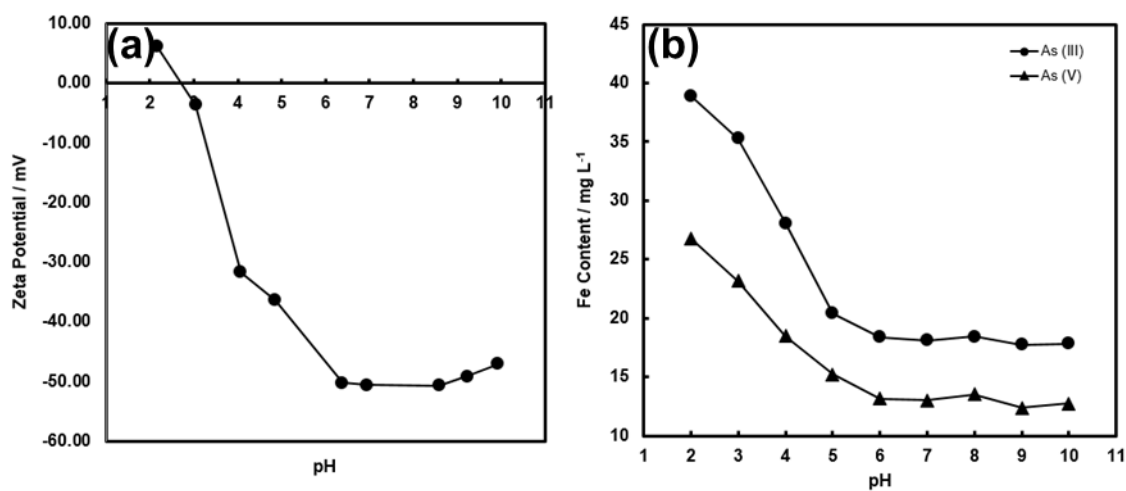 (a)
10.00
0.00
-10.00
-20.00
-30.00
-40.00
-50.00
-60.00
1 2 3 4 5 6 7 8 9 10 11
Zeta Potential / mV
pH
(b)
As (III)
As (V)
45
40
35
30
25
20
15
10
1 2 3 4 5 6 7 8 9 10 11
Fe Content / mg L⁻¹
pH